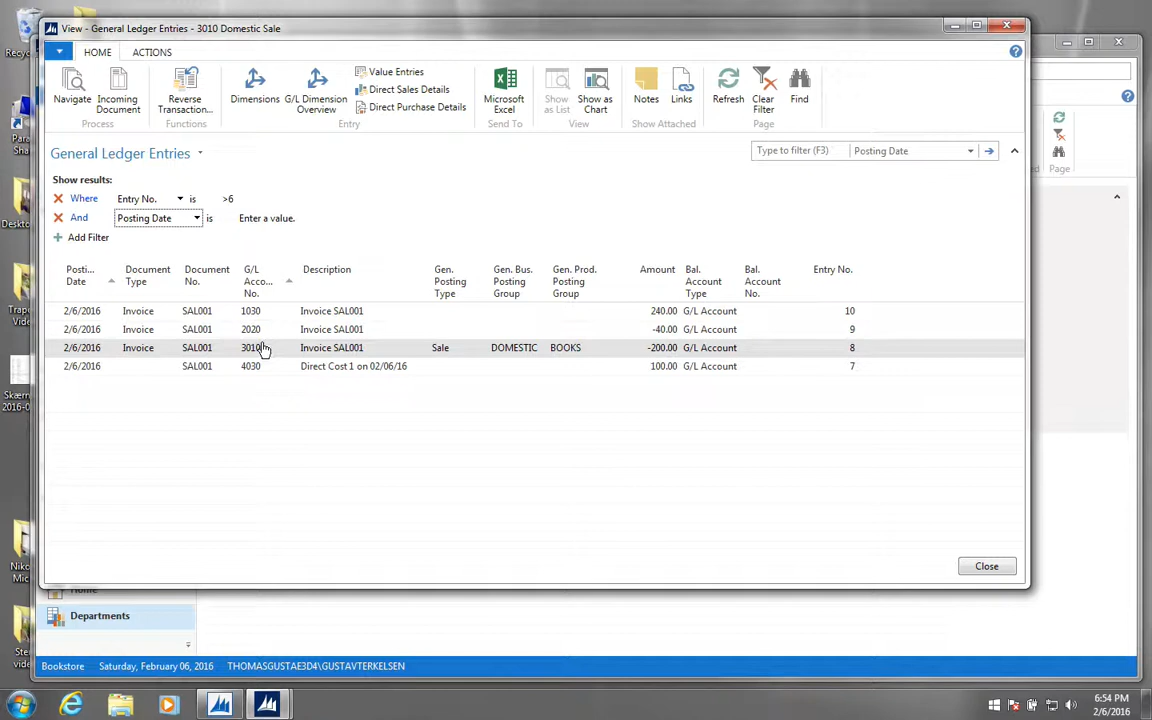 View - General Ledger Entries - 3010 Domestic Sale
HOME ACTIONS
Navigate
Incoming Document
Process
Reverse Transaction...
Functions
Dimensions
G/L Dimension Overview
Value Entries
Direct Sales Details
Direct Purchase Details
Entry
Microsoft Excel
Send To
Show as List
Show as Chart
View
Notes
Links
Show Attached
Refresh
Clear Filter
Find
Page
General Ledger Entries
Type to filter (F3) Posting Date
Show results:
Where Entry No. is >6
And Posting Date is Enter a value.
Add Filter
Posti... Date Document Type Document No. G/L Acco... No. Description Gen. Posting Type Gen. Bus. Posting Group Gen. Prod. Posting Group Amount Bal. Account Type Bal. Account No. Entry No.
2/6/2016 Invoice SAL001 1030 Invoice SAL001 240.00 G/L Account 10
2/6/2016 Invoice SAL001 2020 Invoice SAL001 -40.00 G/L Account 9
2/6/2016 Invoice SAL001 3010 Invoice SAL001 Sale DOMESTIC BOOKS -200.00 G/L Account 8
2/6/2016 SAL001 4030 Direct Cost 1 on 02/06/16 100.00 G/L Account 7
Close
Page
Home
Departments
Bookstore Saturday, February 06, 2016 THOMASGUSTAE3D4\GUSTAVTERKELSEN
6:54 PM
2/6/2016